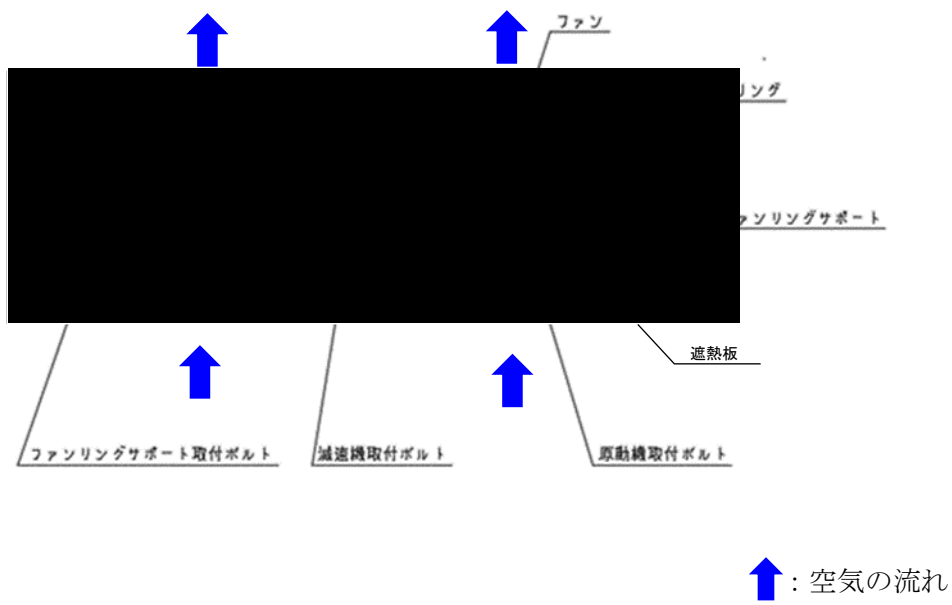 ファン
リング
ァンリングサポート
遮熱板
ファンリングサポート取付ボルト
減速機取付ボルト
原動機取付ボルト
：空気の流れ